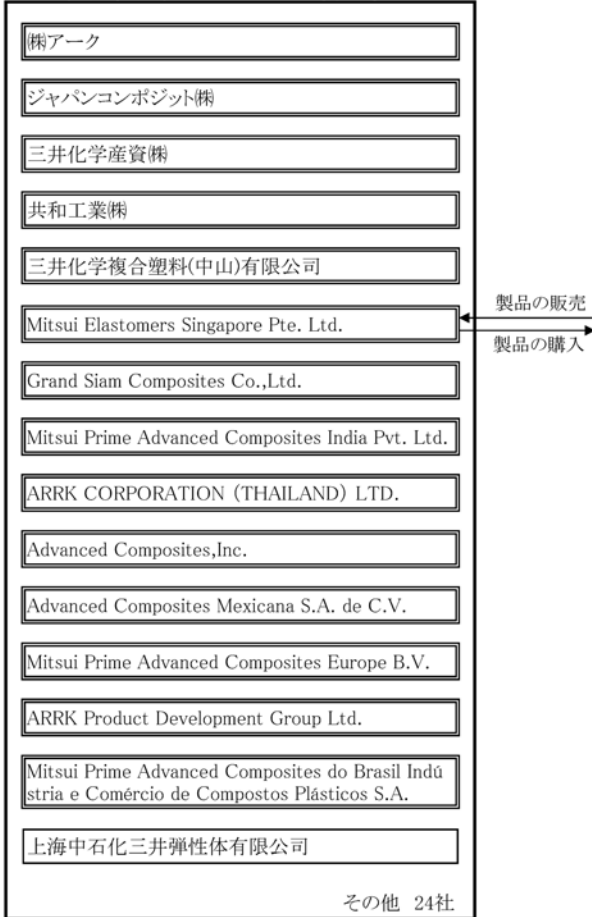 ㈱アーク
ジャパンコンポジット㈱
三井化学産資㈱
共和工業㈱
三井化学複合塑料(中山)有限公司
製品の販売
Mitsui Elastomers Singapore Pte. Ltd.
製品の購入
Grand Siam Composites Co.,Ltd.
Mitsui Prime Advanced Composites India Pvt. Ltd.
ARRK CORPORATION (THAILAND) LTD.
Advanced Composites,Inc.
Advanced Composites Mexicana S.A. de C.V.
Mitsui Prime Advanced Composites Europe B.V.
ARRK Product Development Group Ltd.
Mitsui Prime Advanced Composites do Brasil Indú
stria e Comércio de Compostos Plásticos S.A.
上海中石化三井弾性体有限公司
その他 24社